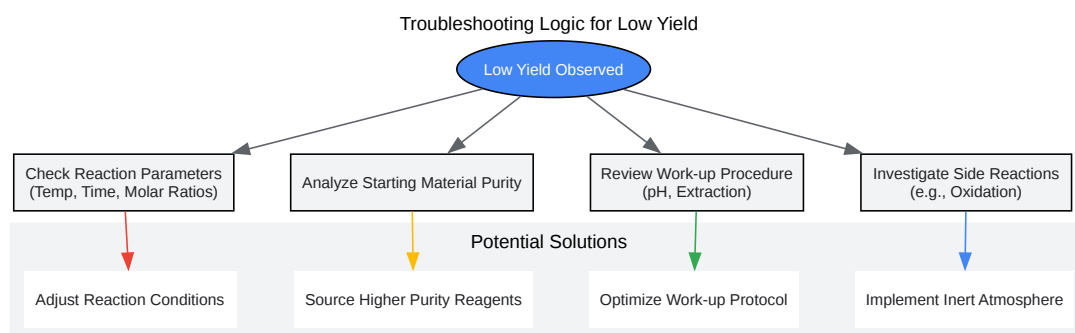 Troubleshooting Logic for Low Yield
Low Yield Observed
Check Reaction Parameters
(Temp, Time, Molar Ratios)
Analyze Starting Material Purity
Review Work-up Procedure
(pH, Extraction)
Investigate Side Reactions
(e.g., Oxidation)
Potential Solutions
Adjust Reaction Conditions
Source Higher Purity Reagents
Optimize Work-up Protocol
Implement Inert Atmosphere